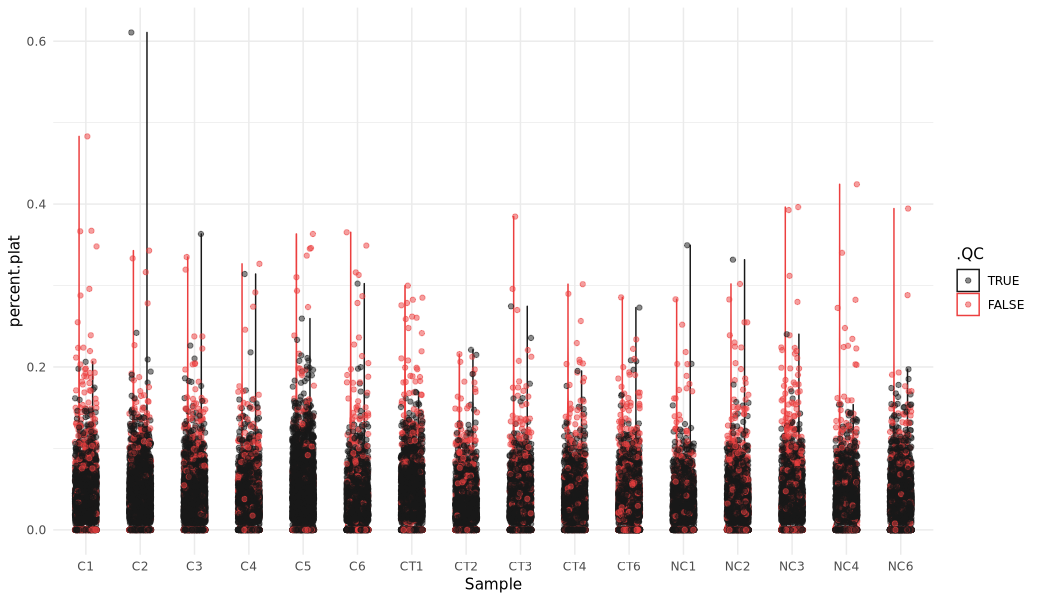 percent.plat
0.6
0.4
0.2
0.0
C1 C2 C3 C4 C5 C6 CT1 CT2 CT3 CT4 CT6 NC1 NC2 NC3 NC4 NC6
Sample
.QC
TRUE
FALSE